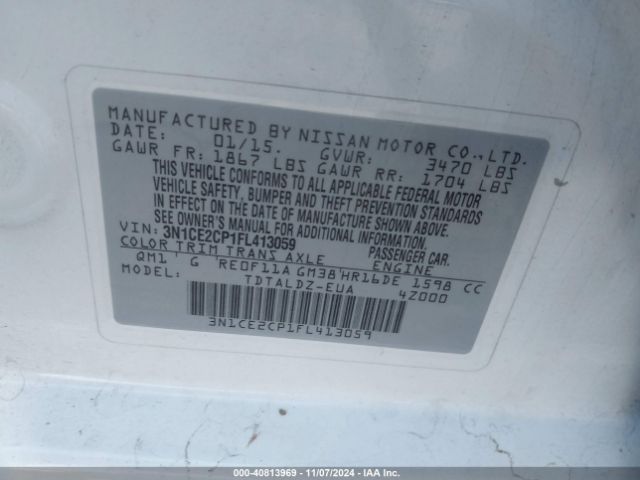 MANUFACTURED BY NISSAN MOTOR CO., LTD.
DATE: 01/15. GVWR: 3470 LBS
GAWR FR: 1867 LBS GAWR RR: 1704 LBS
THIS VEHICLE CONFORMS TO ALL APPLICABLE FEDERAL MOTOR
VEHICLE SAFETY, BUMPER AND THEFT PREVENTION STANDARDS
IN EFFECT ON THE DATE OF MANUFACTURE SHOWN ABOVE.
SEE OWNER'S MANUAL FOR ADDITIONAL INFORMATION.
VIN: 3N1CE2CP1FL413059 PASSENGER CAR.
COLOR TRIM TRANS AXLE ENGINE
QM1 G RE0F11A GM38 HR16DE 1598 CC
MODEL: TDTALDZ-EUA 4Z000
3N1CE2CP1FL413059
000-40813969 - 11/07/2024 - IAA Inc.